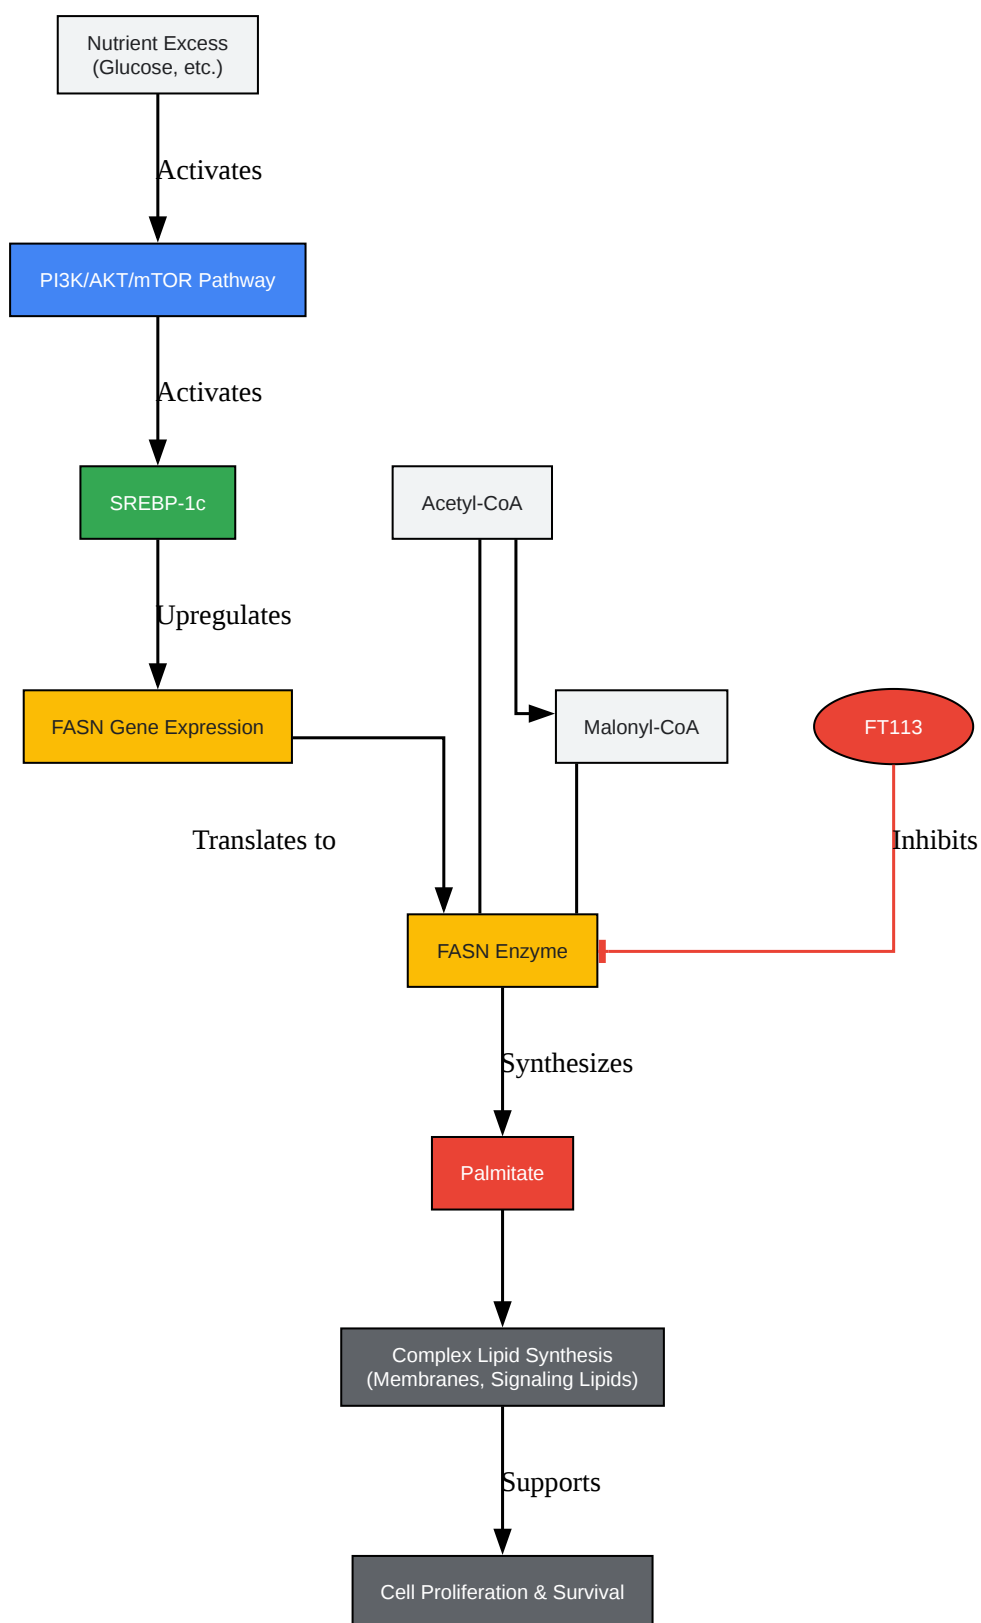 Nutrient Excess
(Glucose, etc.)
Activates
PI3K/AKT/mTOR Pathway
Activates
SREBP-1c
Acetyl-CoA
Upregulates
FASN Gene Expression
Malonyl-CoA
FT113
Translates to
Inhibits
FASN Enzyme
Synthesizes
Palmitate
Complex Lipid Synthesis
(Membranes, Signaling Lipids)
Supports
Cell Proliferation & Survival